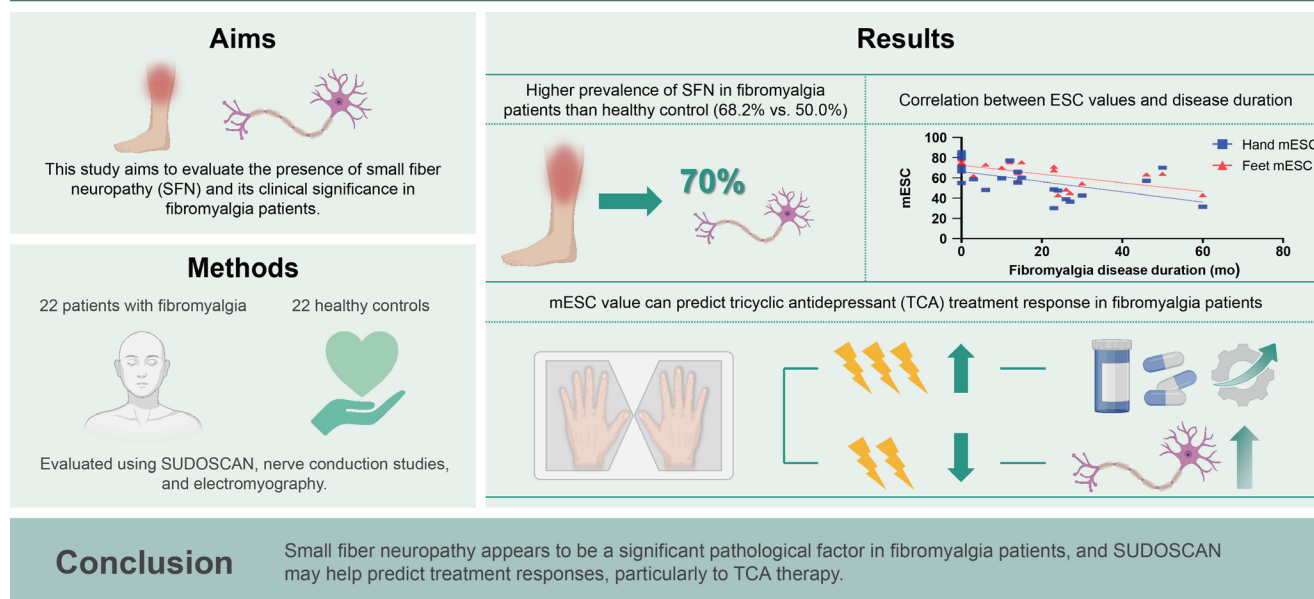 Aims
This study aims to evaluate the presence of small fiber
neuropathy (SFN) and its clinical significance in
fibromyalgia patients.
Methods
22 patients with fibromyalgia
22 healthy controls
Evaluated using SUDOSCAN, nerve conduction studies,
and electromyography.
Results
Higher prevalence of SFN in fibromyalgia
patients than healthy control (68.2% vs. 50.0%)
70%
Correlation between ESC values and disease duration
mESC
100
80
60
40
20
0
0
20
40
60
80
Fibromyalgia disease duration (mo)
Hand mESC
Feet mESC
mESC value can predict tricyclic antidepressant (TCA) treatment response in fibromyalgia patients
Conclusion
Small fiber neuropathy appears to be a significant pathological factor in fibromyalgia patients, and SUDOSCAN
may help predict treatment responses, particularly to TCA therapy.